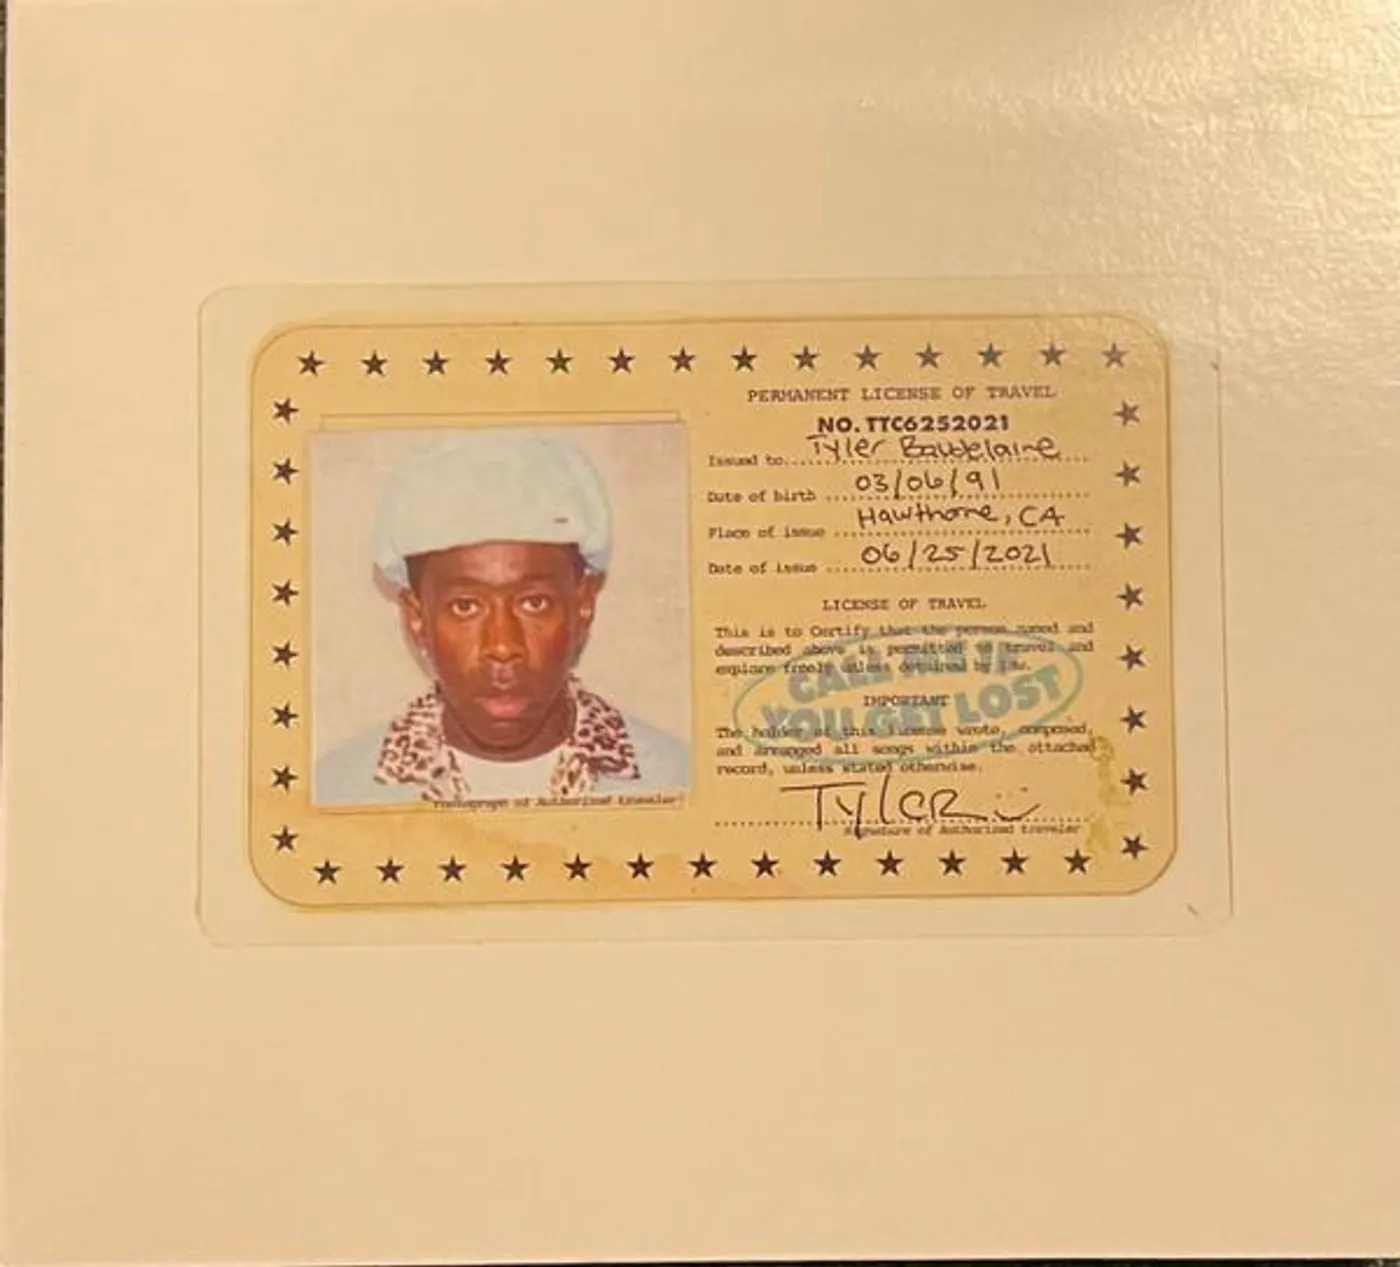 PERMANENT LICENSE OF TRAVEL
NO. TTC6252021
Issued to Tyler Baudelaire
Date of birth 03/06/91
Place of issue Hawthorne, CA
Date of issue 06/25/2021
LICENSE OF TRAVEL
This is to Certify that the person named and
described above is permitted to travel and
explore freely unless detained by law.
CALL ME IF
YOU GET LOST
IMPORTANT
The holder of this license wrote, composed,
and arranged all songs within the attached
record, unless stated otherwise.
TYLER
Signature of Authorized traveler
Photograph of Authorized traveler